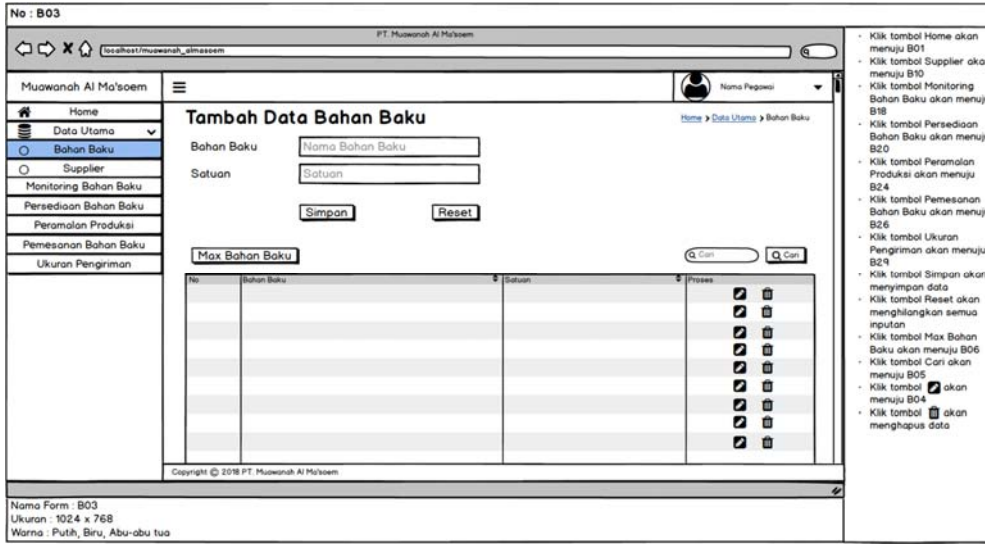 No : B03
PT. Muawanah Al Ma'soem
localhost/muawanah_almasoem
Muawanah Al Ma'soem
Nama Pegawai
Home
Data Utama
Bahan Baku
Supplier
Monitoring Bahan Baku
Persediaan Bahan Baku
Peramalan Produksi
Pemesanan Bahan Baku
Ukuran Pengiriman
Tambah Data Bahan Baku
Home > Data Utama > Bahan Baku
Bahan Baku
Nama Bahan Baku
Satuan
Satuan
Simpan
Reset
Max Bahan Baku
Cari
Cari
No
Bahan Baku
Satuan
Proses
Copyright © 2018 PT. Muawanah Al Ma'soem
Nama Form : B03
Ukuran : 1024 x 768
Warna : Putih, Biru, Abu-abu tua
- Klik tombol Home akan
menuju B01
- Klik tombol Supplier aka
menuju B10
- Klik tombol Monitoring
Bahan Baku akan menuju
B18
- Klik tombol Persediaan
Bahan Baku akan menuju
B20
- Klik tombol Peramalan
Produksi akan menuju
B24
- Klik tombol Pemesanan
Bahan Baku akan menuju
B26
- Klik tombol Ukuran
Pengiriman akan menuju
B29
- Klik tombol Simpan akan
menyimpan data
- Klik tombol Reset akan
menghilangkan semua
inputan
- Klik tombol Max Bahan
Baku akan menuju B06
- Klik tombol Cari akan
menuju B05
- Klik tombol akan
menuju B04
- Klik tombol akan
menghapus data